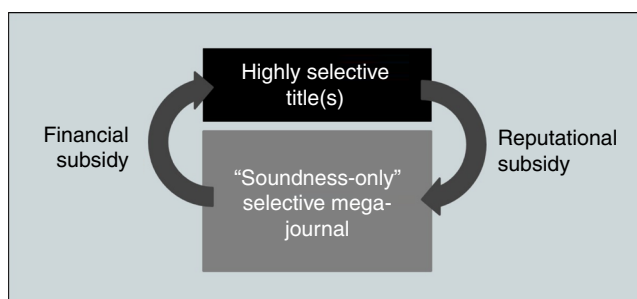 Highly selective
title(s)
Financial
subsidy
Reputational
subsidy
“Soundness-only”
selective mega-
journal